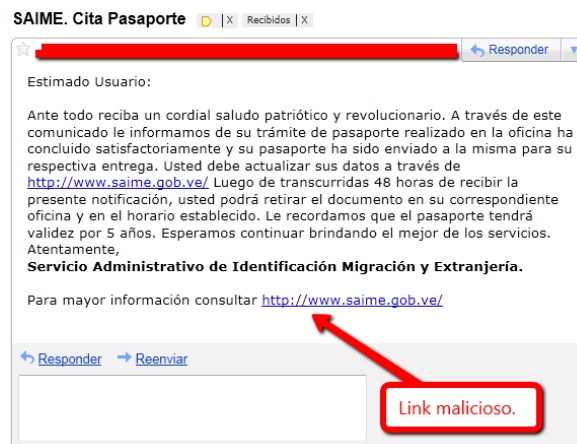 SAIME. Cita Pasaporte | X Recibidos | X
Responder
Estimado Usuario:
Ante todo reciba un cordial saludo patriótico y revolucionario. A través de este
comunicado le informamos de su trámite de pasaporte realizado en la oficina ha
concluido satisfactoriamente y su pasaporte ha sido enviado a la misma para su
respectiva entrega. Usted debe actualizar sus datos a través de
http://www.saime.gob.ve/ Luego de transcurridas 48 horas de recibir la
presente notificación, usted podrá retirar el documento en su correspondiente
oficina y en el horario establecido. Le recordamos que el pasaporte tendrá
validez por 5 años. Esperamos continuar brindando el mejor de los servicios.
Atentamente,
Servicio Administrativo de Identificación Migración y Extranjería.
Para mayor información consultar http://www.saime.gob.ve/
Responder Reenviar
Link malicioso.